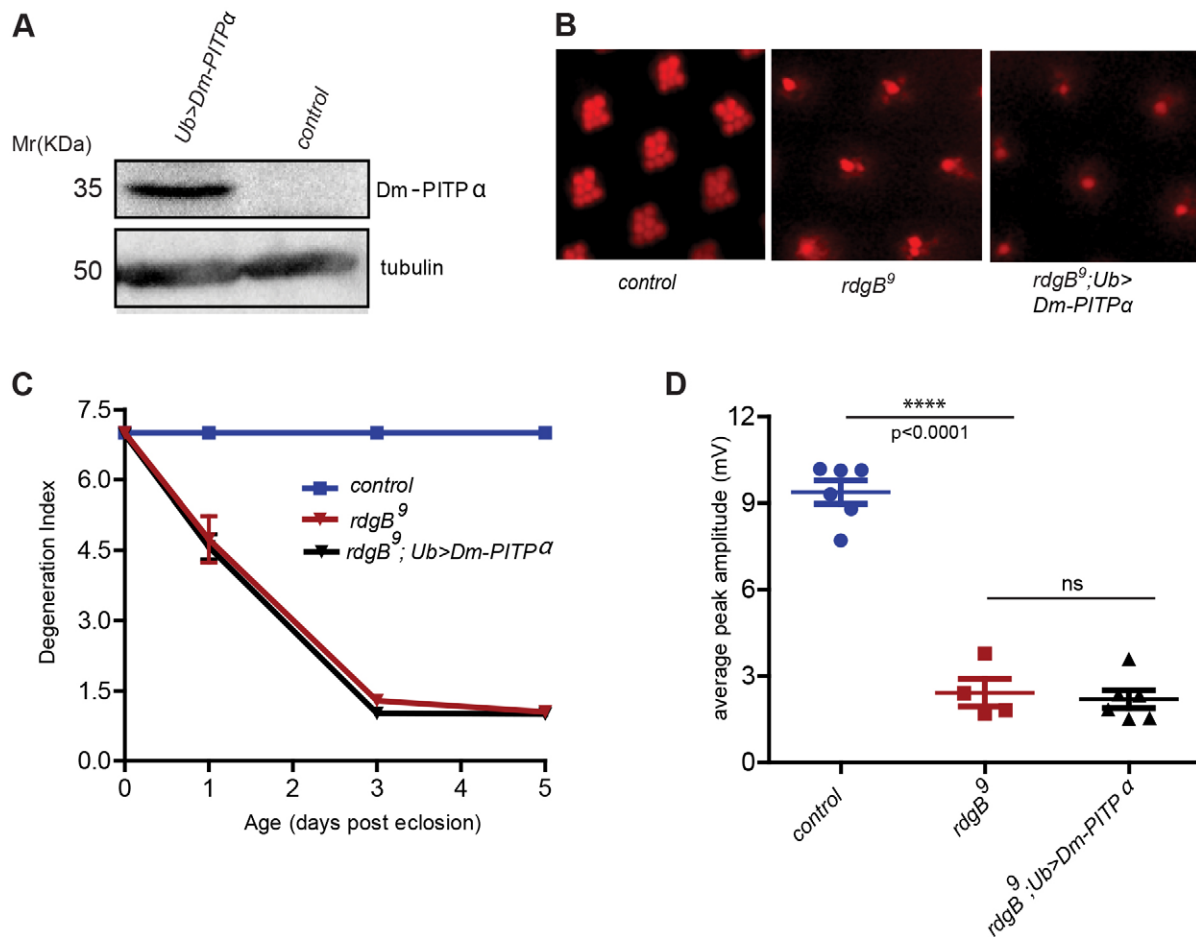 A
Ub>Dm-PITPα
control
Mr(KDa)
35
Dm-PITP α
50
tubulin
B
control
rdgB⁹
rdgB⁹;Ub>
Dm-PITPα
C
7.5
6.0
4.5
3.0
1.5
0.0
Degeneration Index
control
rdgB⁹
rdgB⁹; Ub>Dm-PITPα
0 1 2 3 4 5
Age (days post eclosion)
D
12
9
6
3
0
average peak amplitude (mV)
****
p<0.0001
ns
control
rdgB⁹
rdgB⁹;Ub>Dm-PITP α